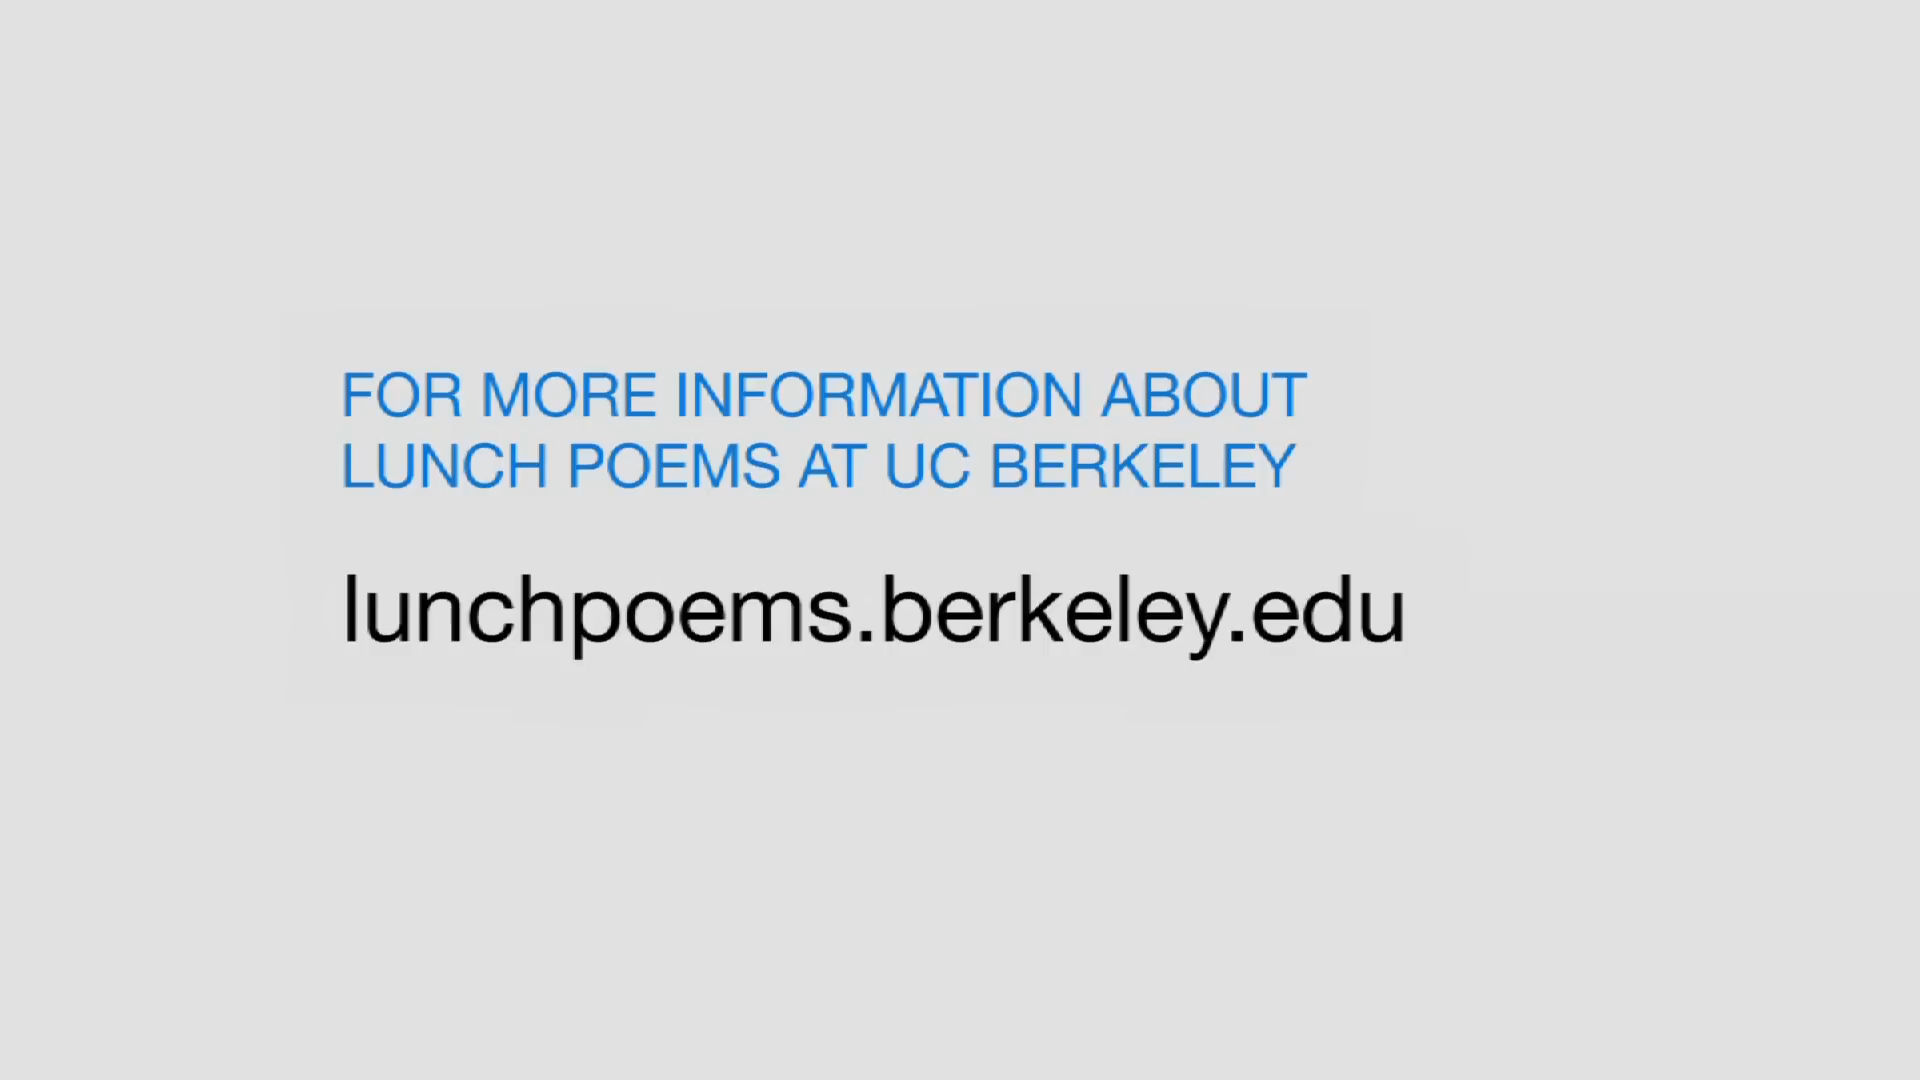 FOR MORE INFORMATION ABOUT
LUNCH POEMS AT UC BERKELEY
lunchpoems.berkeley.edu